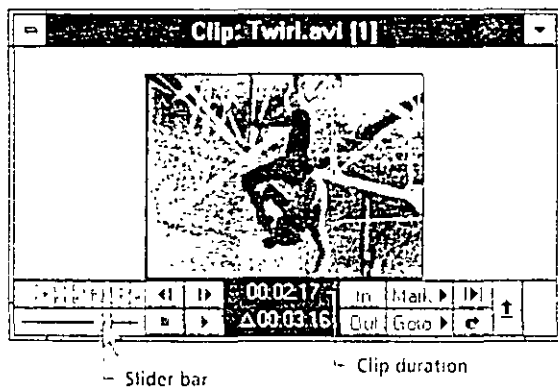 Clip: Twirl.avi [1]
00:02:17 In Mark
Δ00:03:16 Out Goto
Clip duration
Slider bar